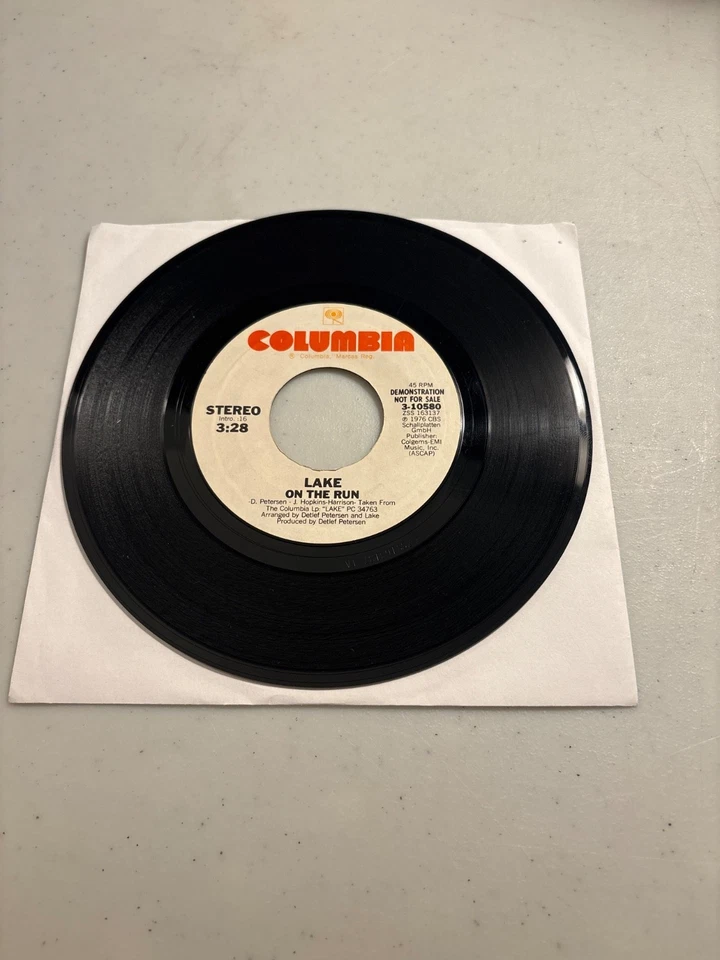 COLUMBIA
® "Columbia," Marcas Reg.
45 RPM
DEMONSTRATION
NOT FOR SALE
3-10580
ZSS 163137
℗ 1976 CBS
Schallplatten
GmbH
Publisher:
Colgems-EMI
Music, Inc.
(ASCAP)
STEREO
Intro. :16
3:28
LAKE
ON THE RUN
-D. Petersen - J. Hopkins-Harrison- Taken From
The Columbia Lp: "LAKE" PC 34763
Arranged by Detlef Petersen and Lake
Produced by Detlef Petersen